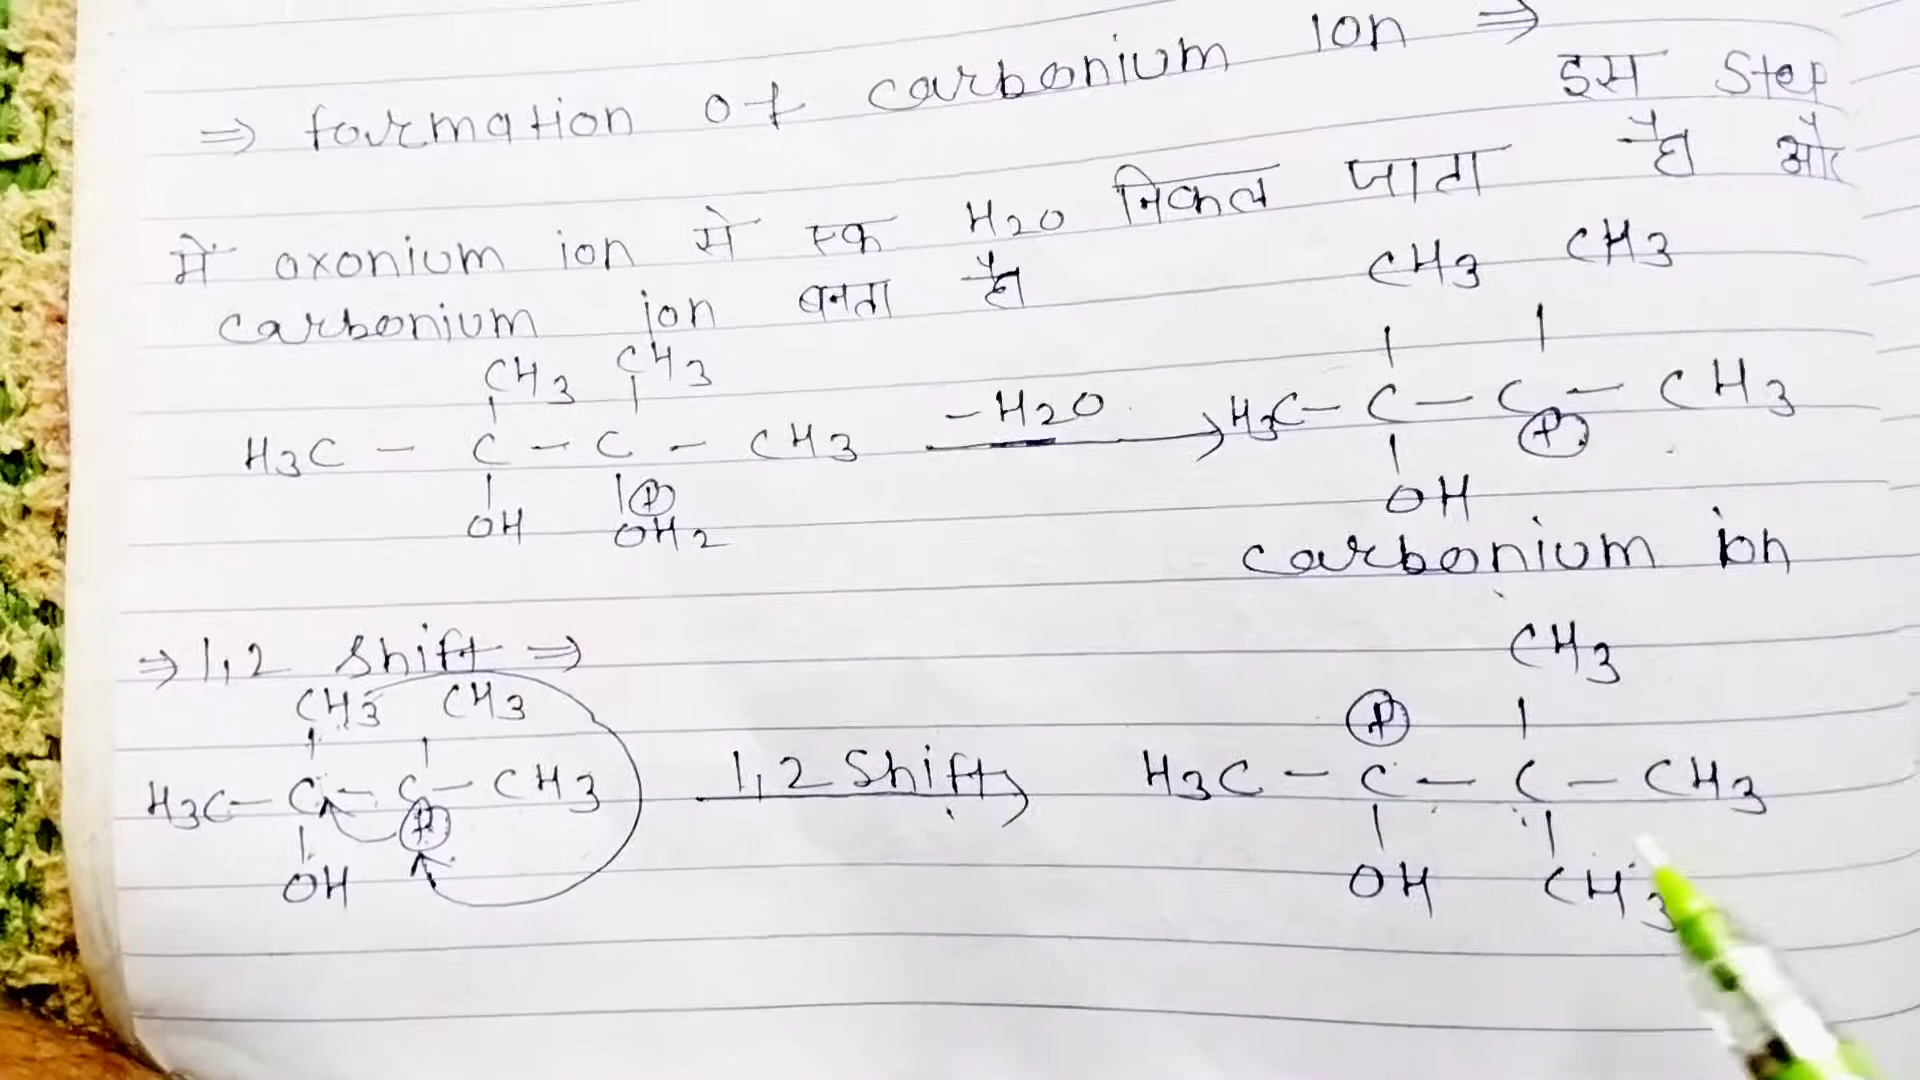 ⇒ formation of carbonium ion ⇒
इस Step
में oxonium ion से एक H2O निकल जाता है और
carbonium ion बनता है
CH3 CH3
H3C - C - C - CH3
OH ⊕OH2
-H2O →
CH3 CH3
H3C - C - C - CH3
⊕
OH
carbonium ion
⇒ 1,2 Shift ⇒
CH3 CH3
H3C - C - C - CH3
⊕
OH
1,2 Shift →
CH3
⊕
H3C - C - C - CH3
OH CH3